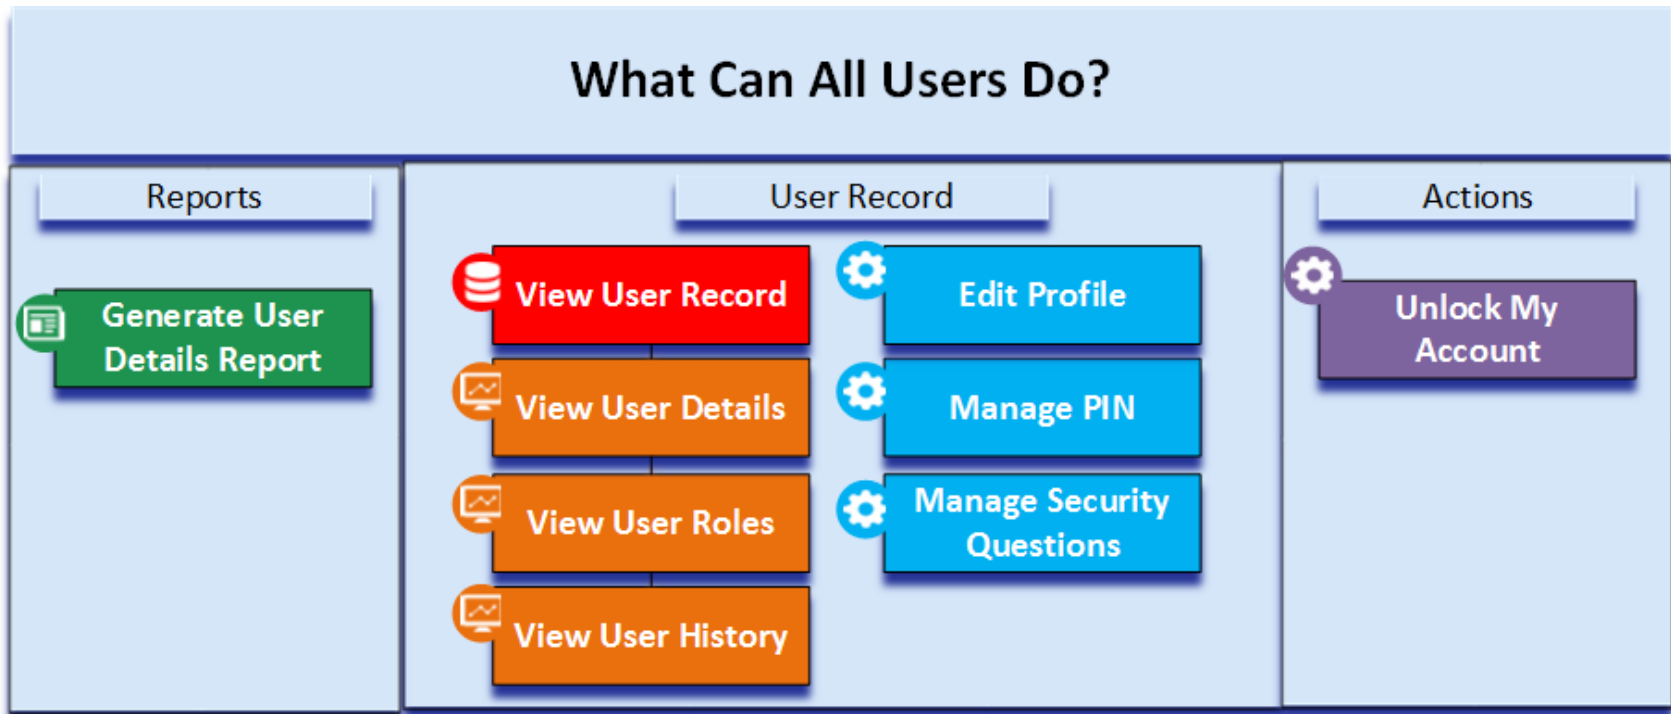 What Can All Users Do?
Reports
Generate User
Details Report
User Record
View User Record
View User Details
View User Roles
View User History
Edit Profile
Manage PIN
Manage Security
Questions
Actions
Unlock My
Account